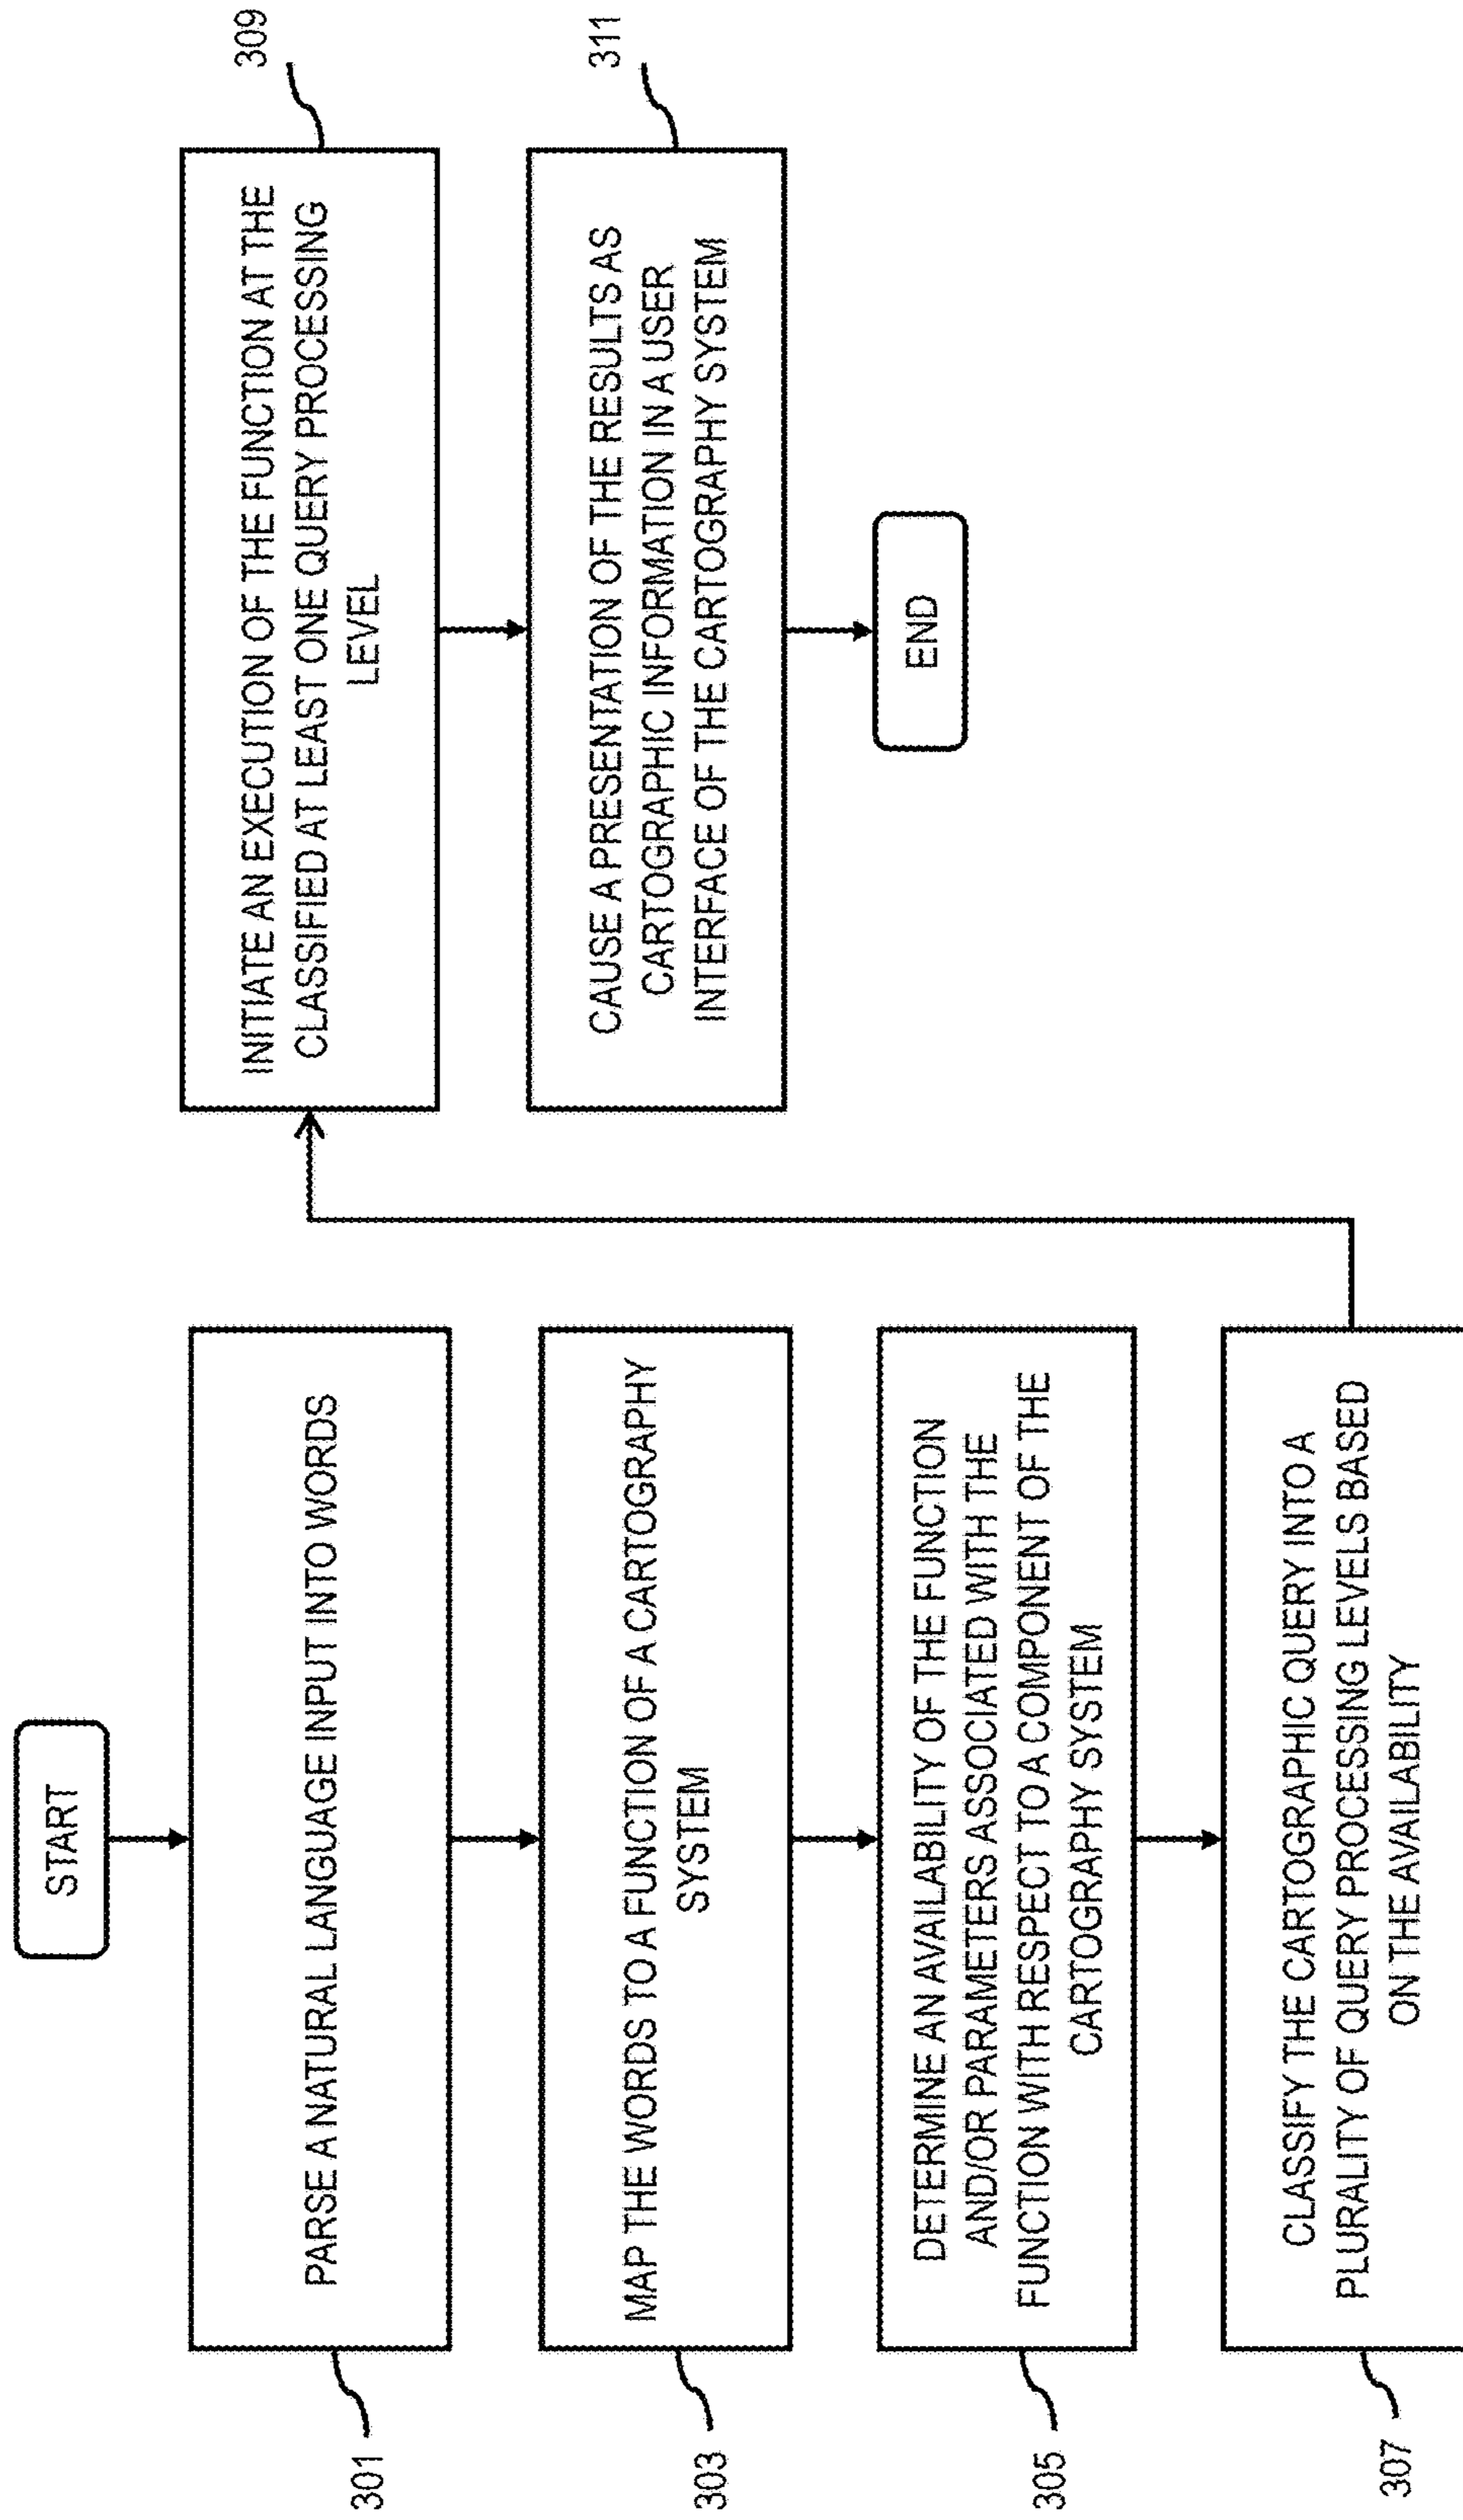 START
PARSE A NATURAL LANGUAGE INPUT INTO WORDS
301
MAP THE WORDS TO A FUNCTION OF A CARTOGRAPHY
SYSTEM
303
DETERMINE AN AVAILABILITY OF THE FUNCTION
AND/OR PARAMETERS ASSOCIATED WITH THE
FUNCTION WITH RESPECT TO A COMPONENT OF THE
CARTOGRAPHY SYSTEM
305
CLASSIFY THE CARTOGRAPHIC QUERY INTO A
PLURALITY OF QUERY PROCESSING LEVELS BASED
ON THE AVAILABILITY
307
INITIATE AN EXECUTION OF THE FUNCTION AT THE
CLASSIFIED AT LEAST ONE QUERY PROCESSING
LEVEL
309
CAUSE A PRESENTATION OF THE RESULTS AS
CARTOGRAPHIC INFORMATION IN A USER
INTERFACE OF THE CARTOGRAPHY SYSTEM
311
END